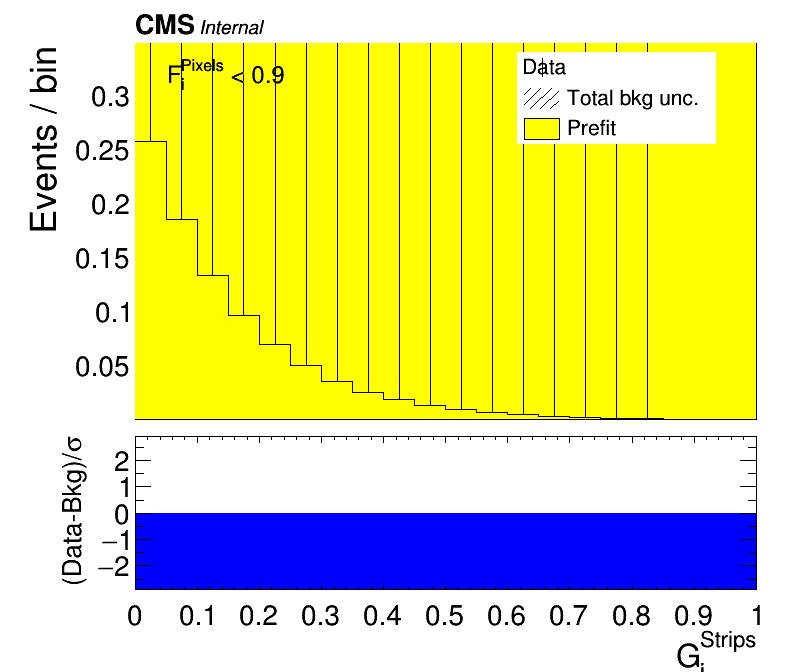 CMS Internal
F_i^Pixels < 0.9
Data
Total bkg unc.
Prefit
Events / bin
0.3
0.25
0.2
0.15
0.1
0.05
(Data-Bkg)/σ
2
1
0
−1
−2
0 0.1 0.2 0.3 0.4 0.5 0.6 0.7 0.8 0.9 1
G_i^Strips